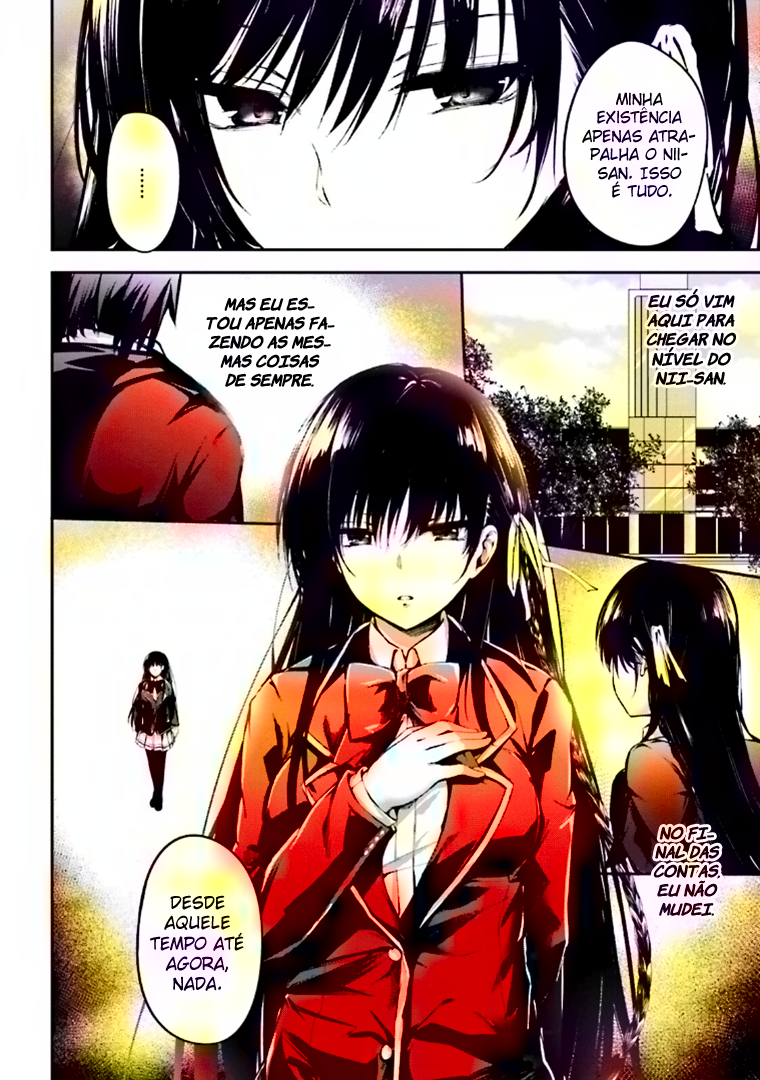 MINHA
EXISTÊNCIA
APENAS ATRA-
PALHA O NII-
SAN. ISSO
É TUDO.
........
EU SÓ VIM
AQUI PARA
CHEGAR NO
NÍVEL DO
NII-SAN.
MAS EU ES-
TOU APENAS FA-
ZENDO AS MES-
MAS COISAS
DE SEMPRE.
NO FI-
NAL DAS
CONTAS,
EU NÃO
MUDEI.
DESDE
AQUELE
TEMPO ATÉ
AGORA,
NADA.